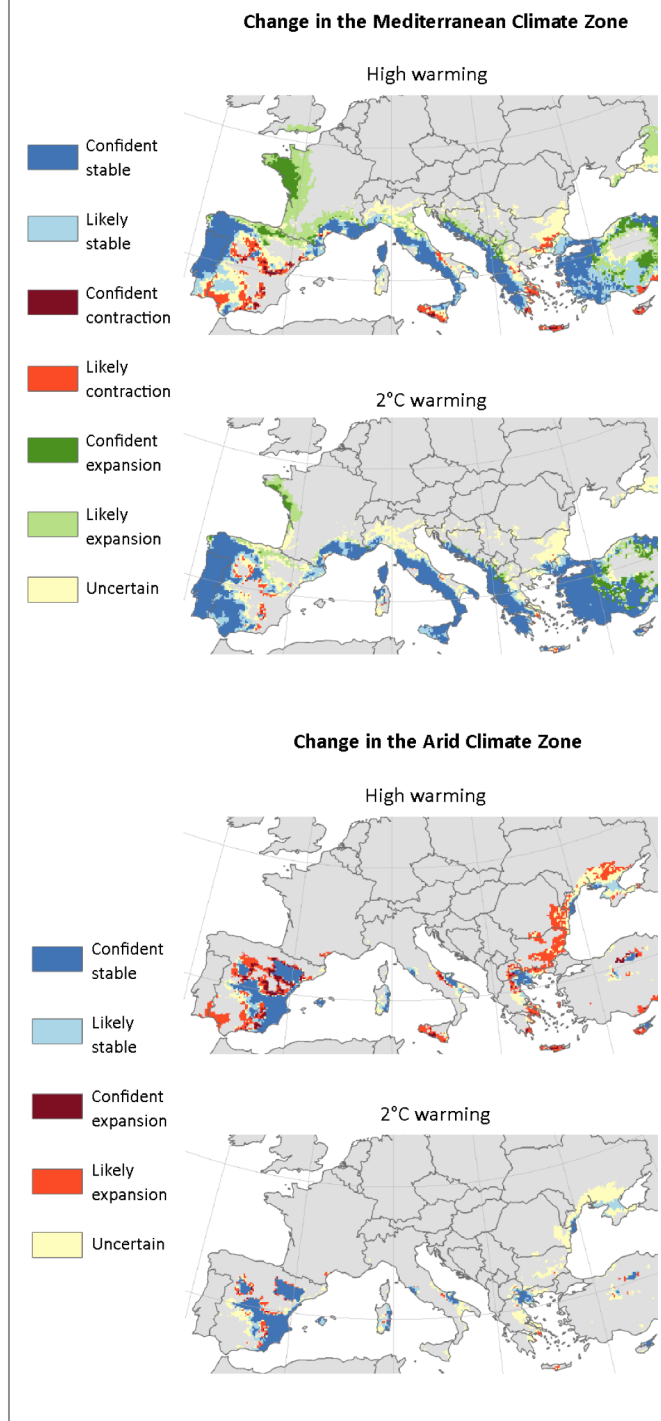 Change in the Mediterranean Climate Zone
High warming
Confident
stable
Likely
stable
Confident
contraction
Likely
contraction
Confident
expansion
Likely
expansion
Uncertain
2°C warming
Change in the Arid Climate Zone
High warming
Confident
stable
Likely
stable
Confident
expansion
Likely
expansion
Uncertain
2°C warming